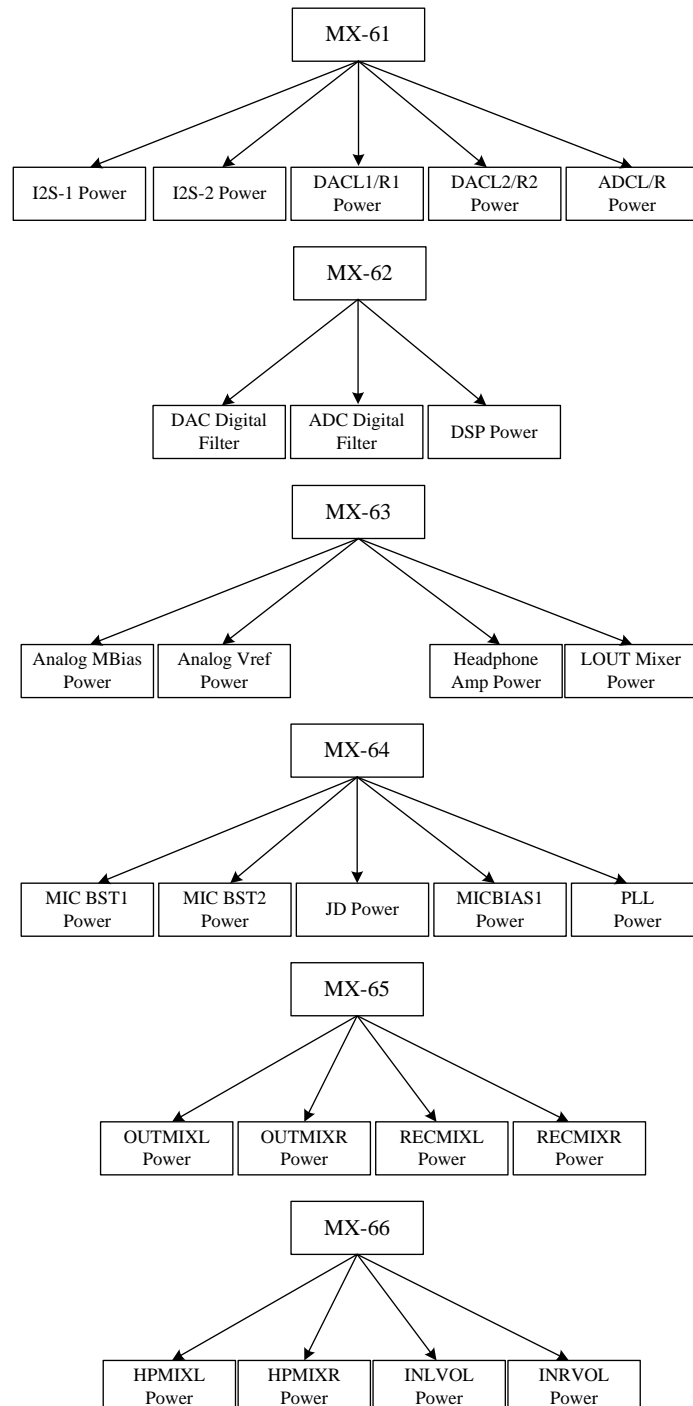 MX-61
I2S-1 Power
I2S-2 Power
DACL1/R1
Power
DACL2/R2
Power
ADCL/R
Power
MX-62
DAC Digital
Filter
ADC Digital
Filter
DSP Power
MX-63
Analog MBias
Power
Analog Vref
Power
Headphone
Amp Power
LOUT Mixer
Power
MX-64
MIC BST1
Power
MIC BST2
Power
JD Power
MICBIAS1
Power
PLL
Power
MX-65
OUTMIXL
Power
OUTMIXR
Power
RECMIXL
Power
RECMIXR
Power
MX-66
HPMIXL
Power
HPMIXR
Power
INLVOL
Power
INRVOL
Power